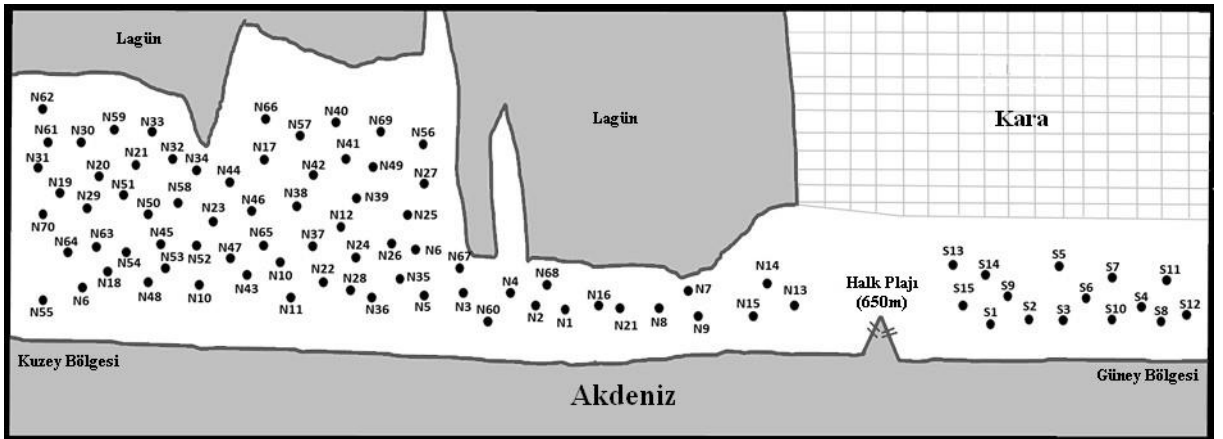 Lagün
N62
N59
N33
N66
N40
N57
N69
N61
N30
N56
Lagün
Kara
N32
N17
N41
N31
N20
N21
N34
N42
N49
N44
N27
N19
N51
N58
N29
N50
N46
N38
N39
N23
N12
N25
N70
N64
N63
N45
N47
N65
N37
N24
N6
N54
N53
N52
N26
N67
N18
N43
N10
N22
N28
N35
N4
N68
N6
N48
N10
N11
N36
N5
N3
N55
N60
N2
N1
N16
N21
N8
N7
N9
N14
N15
N13
Halk Plajı
(650m)
S13
S14
S5
S7
S11
S15
S9
S6
S4
S1
S2
S3
S10
S8
S12
Kuzey Bölgesi
Güney Bölgesi
Akdeniz